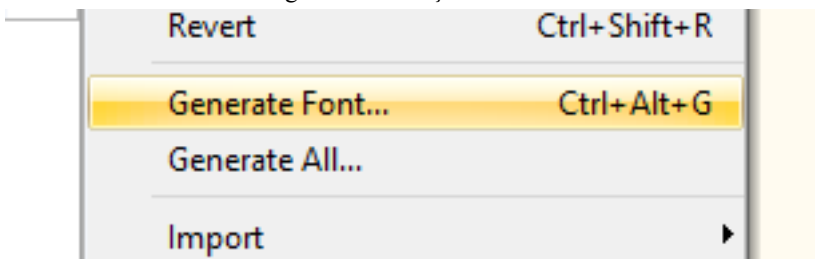 Revert Ctrl+Shift+R
Generate Font... Ctrl+Alt+G
Generate All...
Import